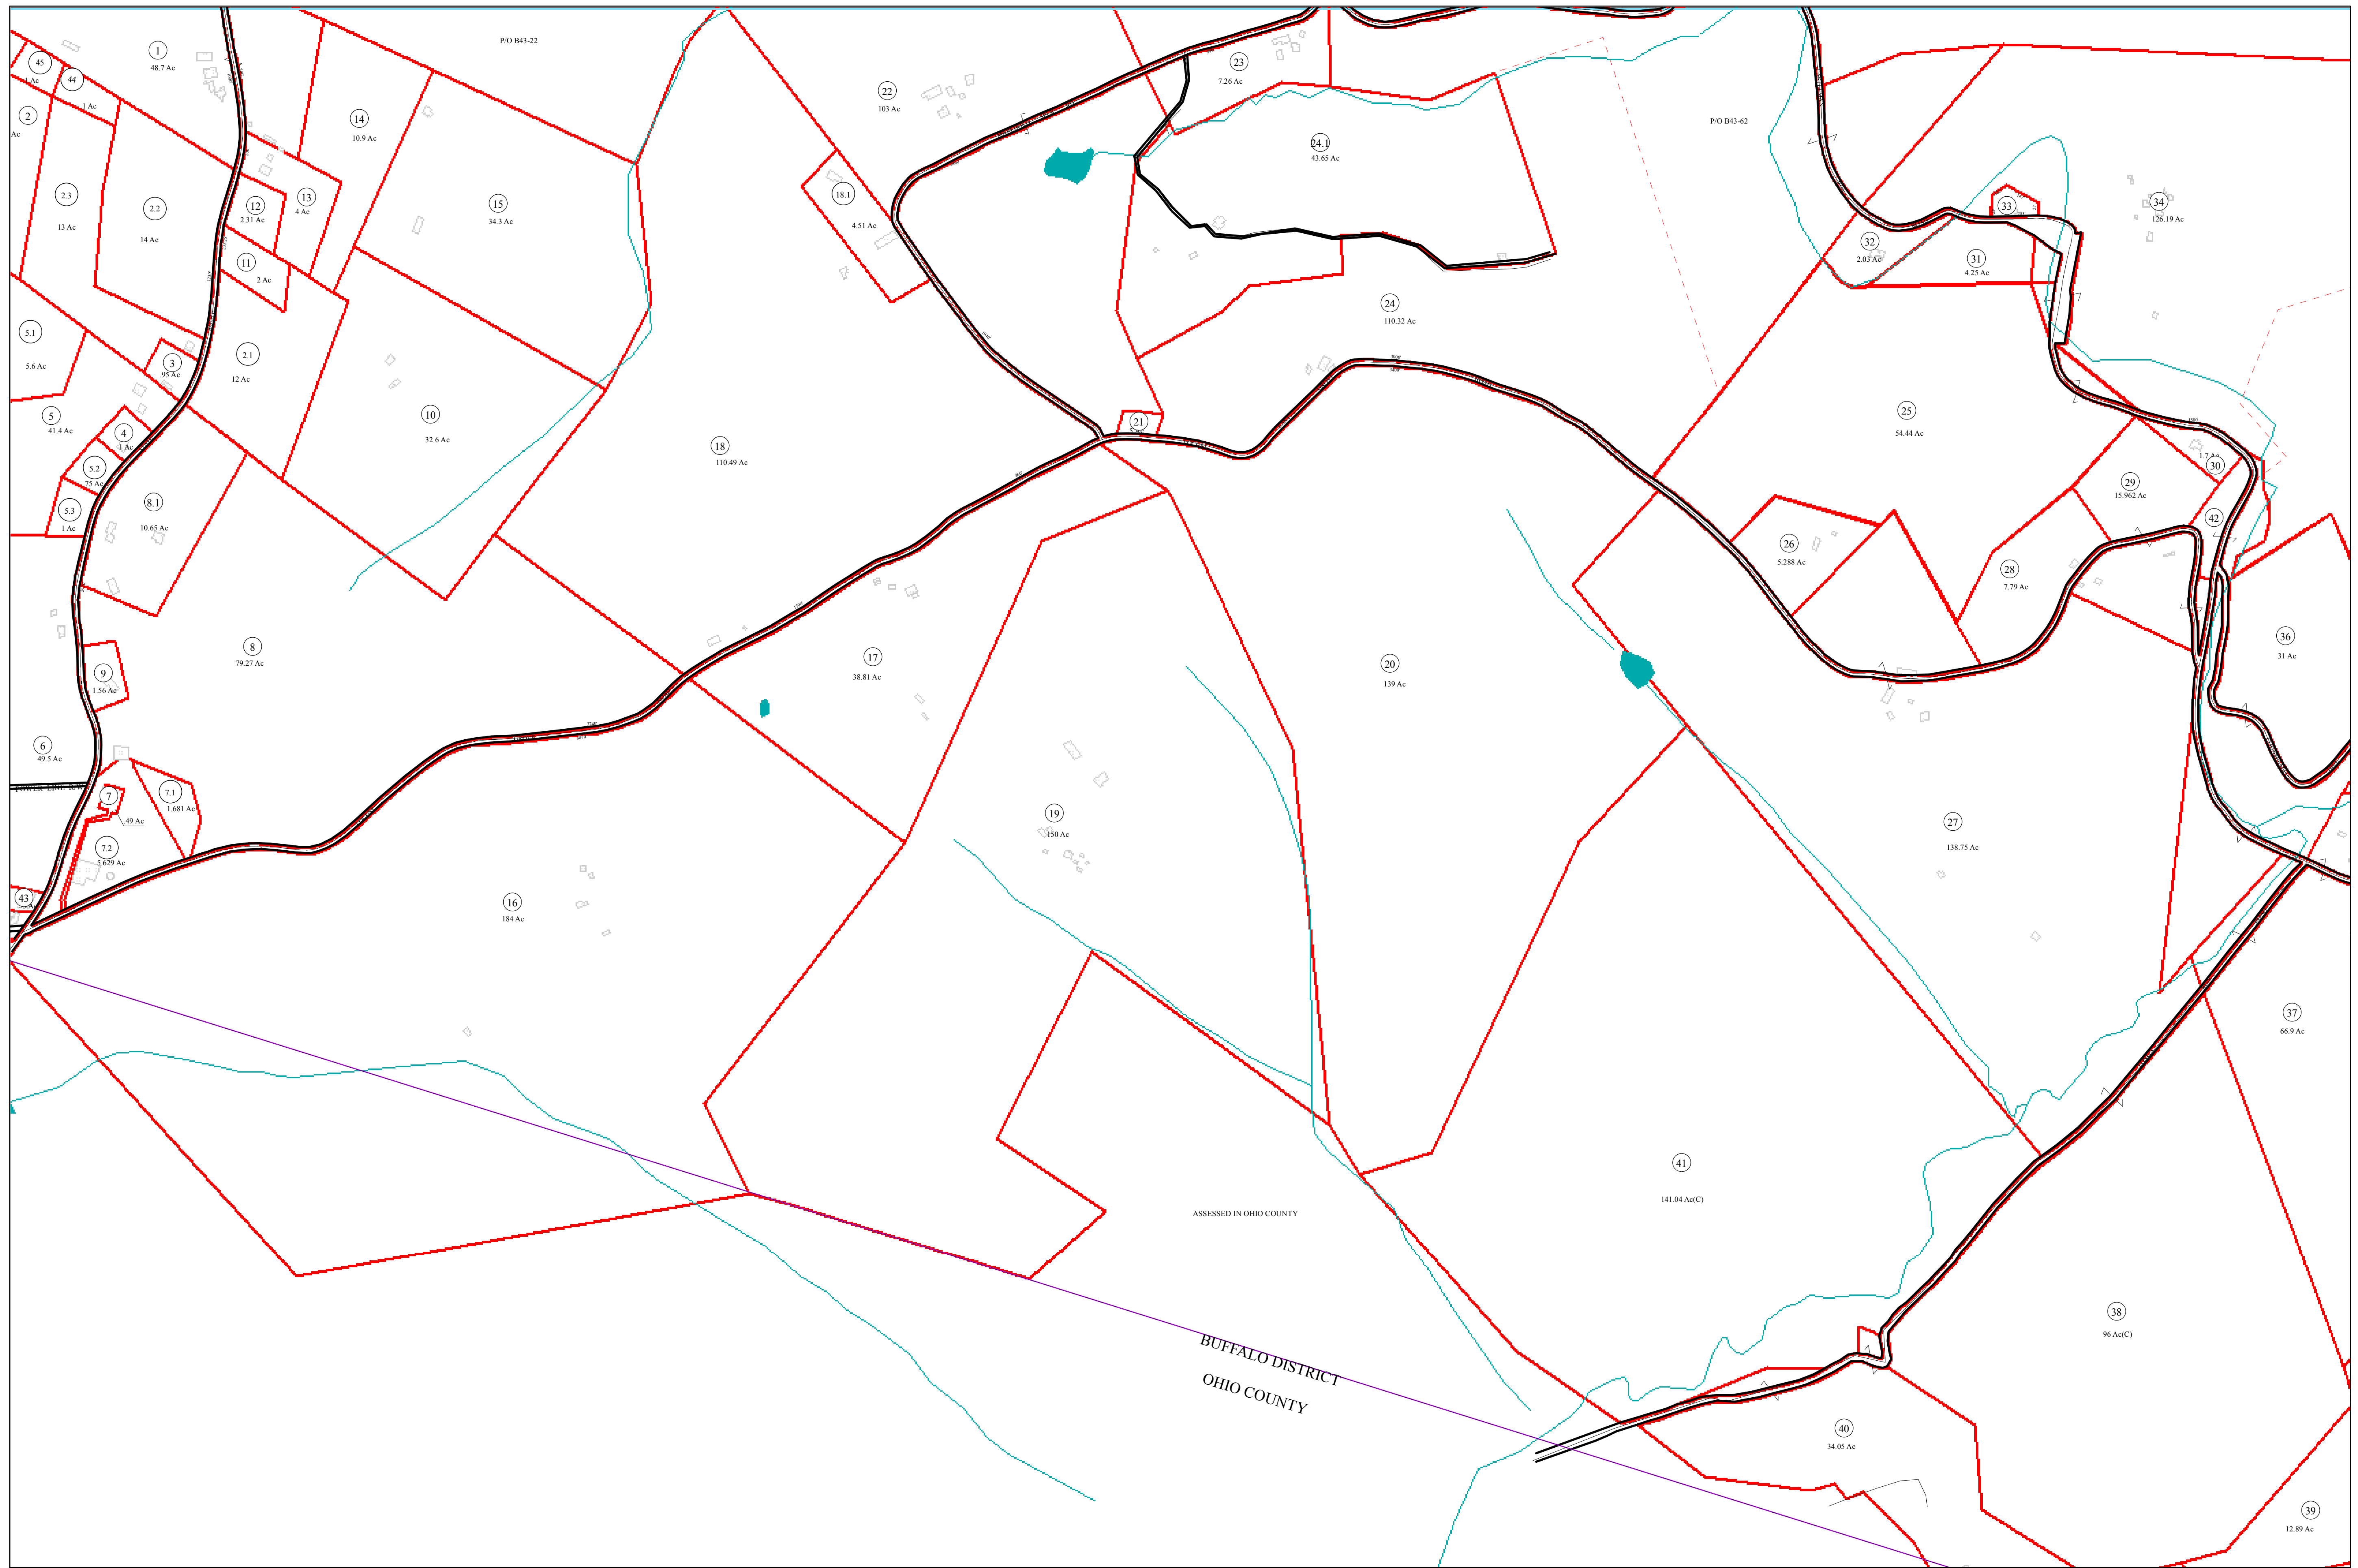 P/O B43-22
1
48.7 Ac
45
1 Ac
44
1 Ac
2
Ac
2.3
13 Ac
2.2
14 Ac
14
10.9 Ac
13
4 Ac
12
2.31 Ac
11
2 Ac
15
34.3 Ac
22
103 Ac
23
7.26 Ac
24.1
43.65 Ac
18.1
4.51 Ac
P/O B43-62
33
34
126.19 Ac
32
2.03 Ac
31
4.25 Ac
24
110.32 Ac
5.1
5.6 Ac
3
.95 Ac
2.1
12 Ac
5
41.4 Ac
4
1 Ac
10
32.6 Ac
18
110.49 Ac
21
25
54.44 Ac
5.2
.75 Ac
5.3
1 Ac
8.1
10.65 Ac
1.7 Ac
30
29
15.962 Ac
42
26
5.288 Ac
28
7.79 Ac
36
31 Ac
8
79.27 Ac
9
1.56 Ac
17
38.81 Ac
20
139 Ac
6
49.5 Ac
POWER LINE R/W
7
.49 Ac
7.1
1.681 Ac
7.2
5.629 Ac
43
16
184 Ac
19
150 Ac
27
138.75 Ac
37
66.9 Ac
41
141.04 Ac(C)
ASSESSED IN OHIO COUNTY
38
96 Ac(C)
BUFFALO DISTRICT
OHIO COUNTY
40
34.05 Ac
39
12.89 Ac